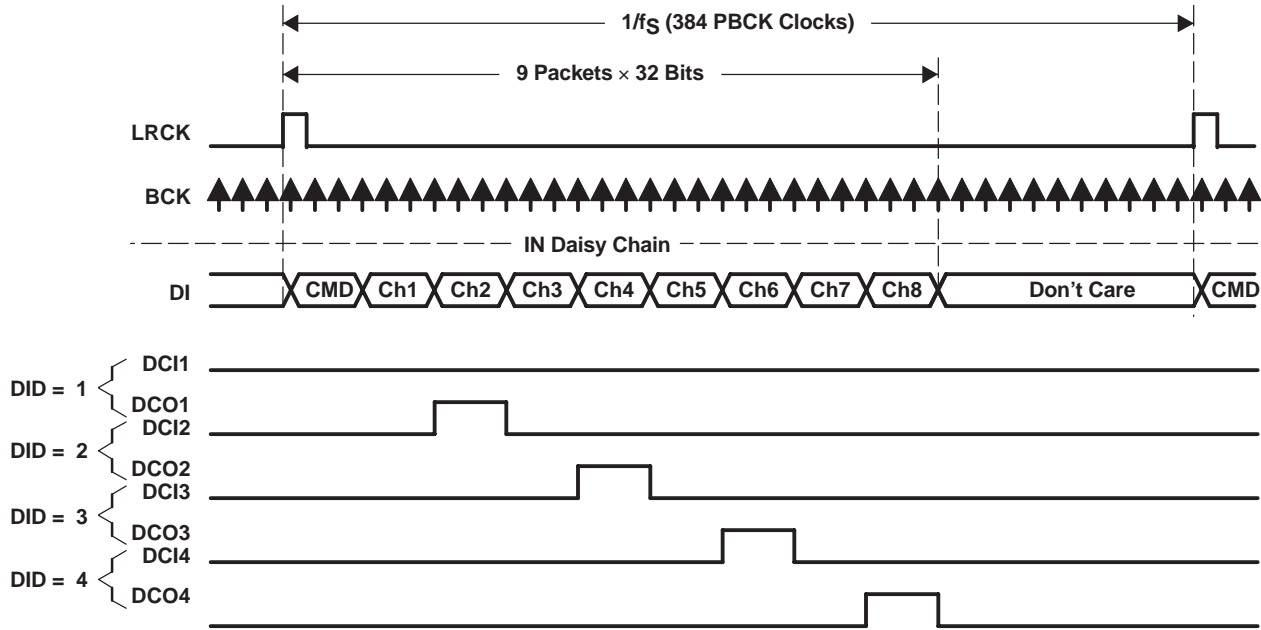 1/fS (384 PBCK Clocks)
9 Packets × 32 Bits
LRCK
BCK
IN Daisy Chain
DI CMD Ch1 Ch2 Ch3 Ch4 Ch5 Ch6 Ch7 Ch8 Don't Care CMD
DCI1
DID = 1
DCO1
DCI2
DID = 2
DCO2
DCI3
DID = 3
DCO3
DCI4
DID = 4
DCO4